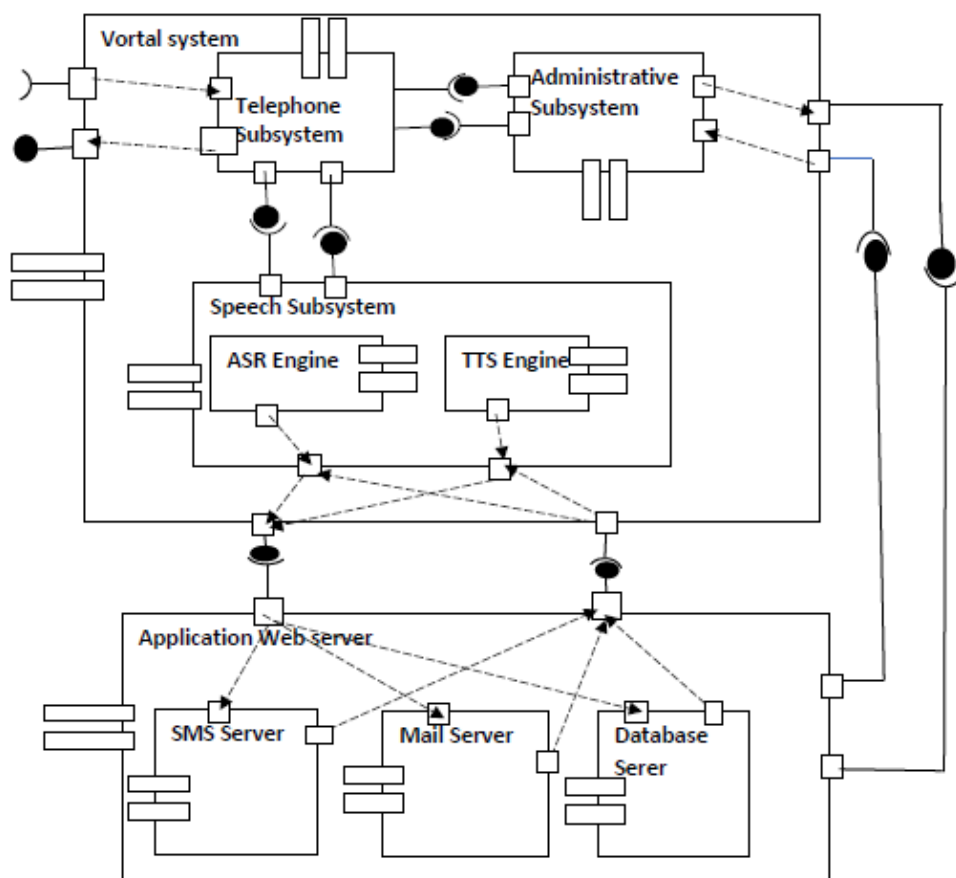 Vortal system
Telephone
Subsystem
Administrative
Subsystem
Speech Subsystem
ASR Engine
TTS Engine
Application Web server
SMS Server
Mail Server
Database
Serer